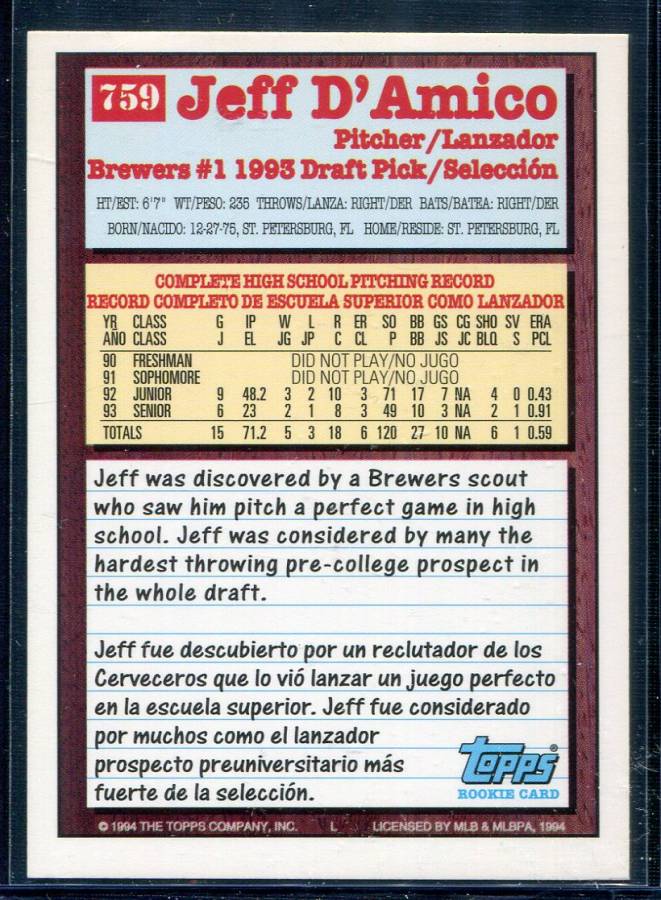 759 Jeff D'Amico
Pitcher/Lanzador
Brewers #1 1993 Draft Pick/Selección
HT/EST: 6'7" WT/PESO: 235 THROWS/LANZA: RIGHT/DER BATS/BATEA: RIGHT/DER
BORN/NACIDO: 12-27-75, ST. PETERSBURG, FL HOME/RESIDE: ST. PETERSBURG, FL
COMPLETE HIGH SCHOOL PITCHING RECORD
RECORD COMPLETO DE ESCUELA SUPERIOR COMO LANZADOR
YR CLASS G IP W L R ER SO BB GS CG SHO SV ERA
AÑO CLASS J EL JG JP C CL P BB JS JC BLQ S PCL
90 FRESHMAN DID NOT PLAY/NO JUGO
91 SOPHOMORE DID NOT PLAY/NO JUGO
92 JUNIOR 9 48.2 3 2 10 3 71 17 7 NA 4 0 0.43
93 SENIOR 6 23 2 1 8 3 49 10 3 NA 2 1 0.91
TOTALS 15 71.2 5 3 18 6 120 27 10 NA 6 1 0.59
Jeff was discovered by a Brewers scout
who saw him pitch a perfect game in high
school. Jeff was considered by many the
hardest throwing pre-college prospect in
the whole draft.
Jeff fue descubierto por un reclutador de los
Cerveceros que lo vió lanzar un juego perfecto
en la escuela superior. Jeff fue considerado
por muchos como el lanzador
prospecto preuniversitario más
fuerte de la selección.
Topps®
ROOKIE CARD
© 1994 THE TOPPS COMPANY, INC. L LICENSED BY MLB & MLBPA, 1994